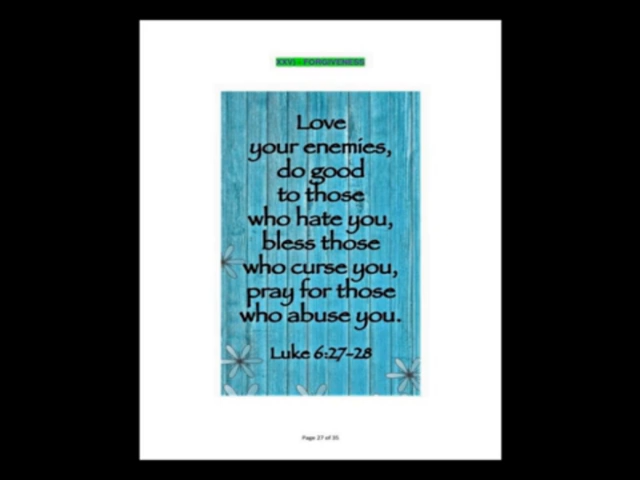 XXVI - FORGIVENESS
Love
your enemies,
do good
to those
who hate you,
bless those
who curse you,
pray for those
who abuse you.
Luke 6:27-28
Page 27 of 35